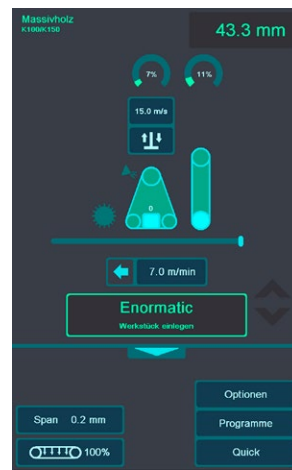 Massivholz
K100/K150
43.3 mm
7%
11%
15.0 m/s
0
7.0 m/min
Enormatic
Werkstück einlegen
Optionen
Span 0.2 mm
Programme
100%
Quick